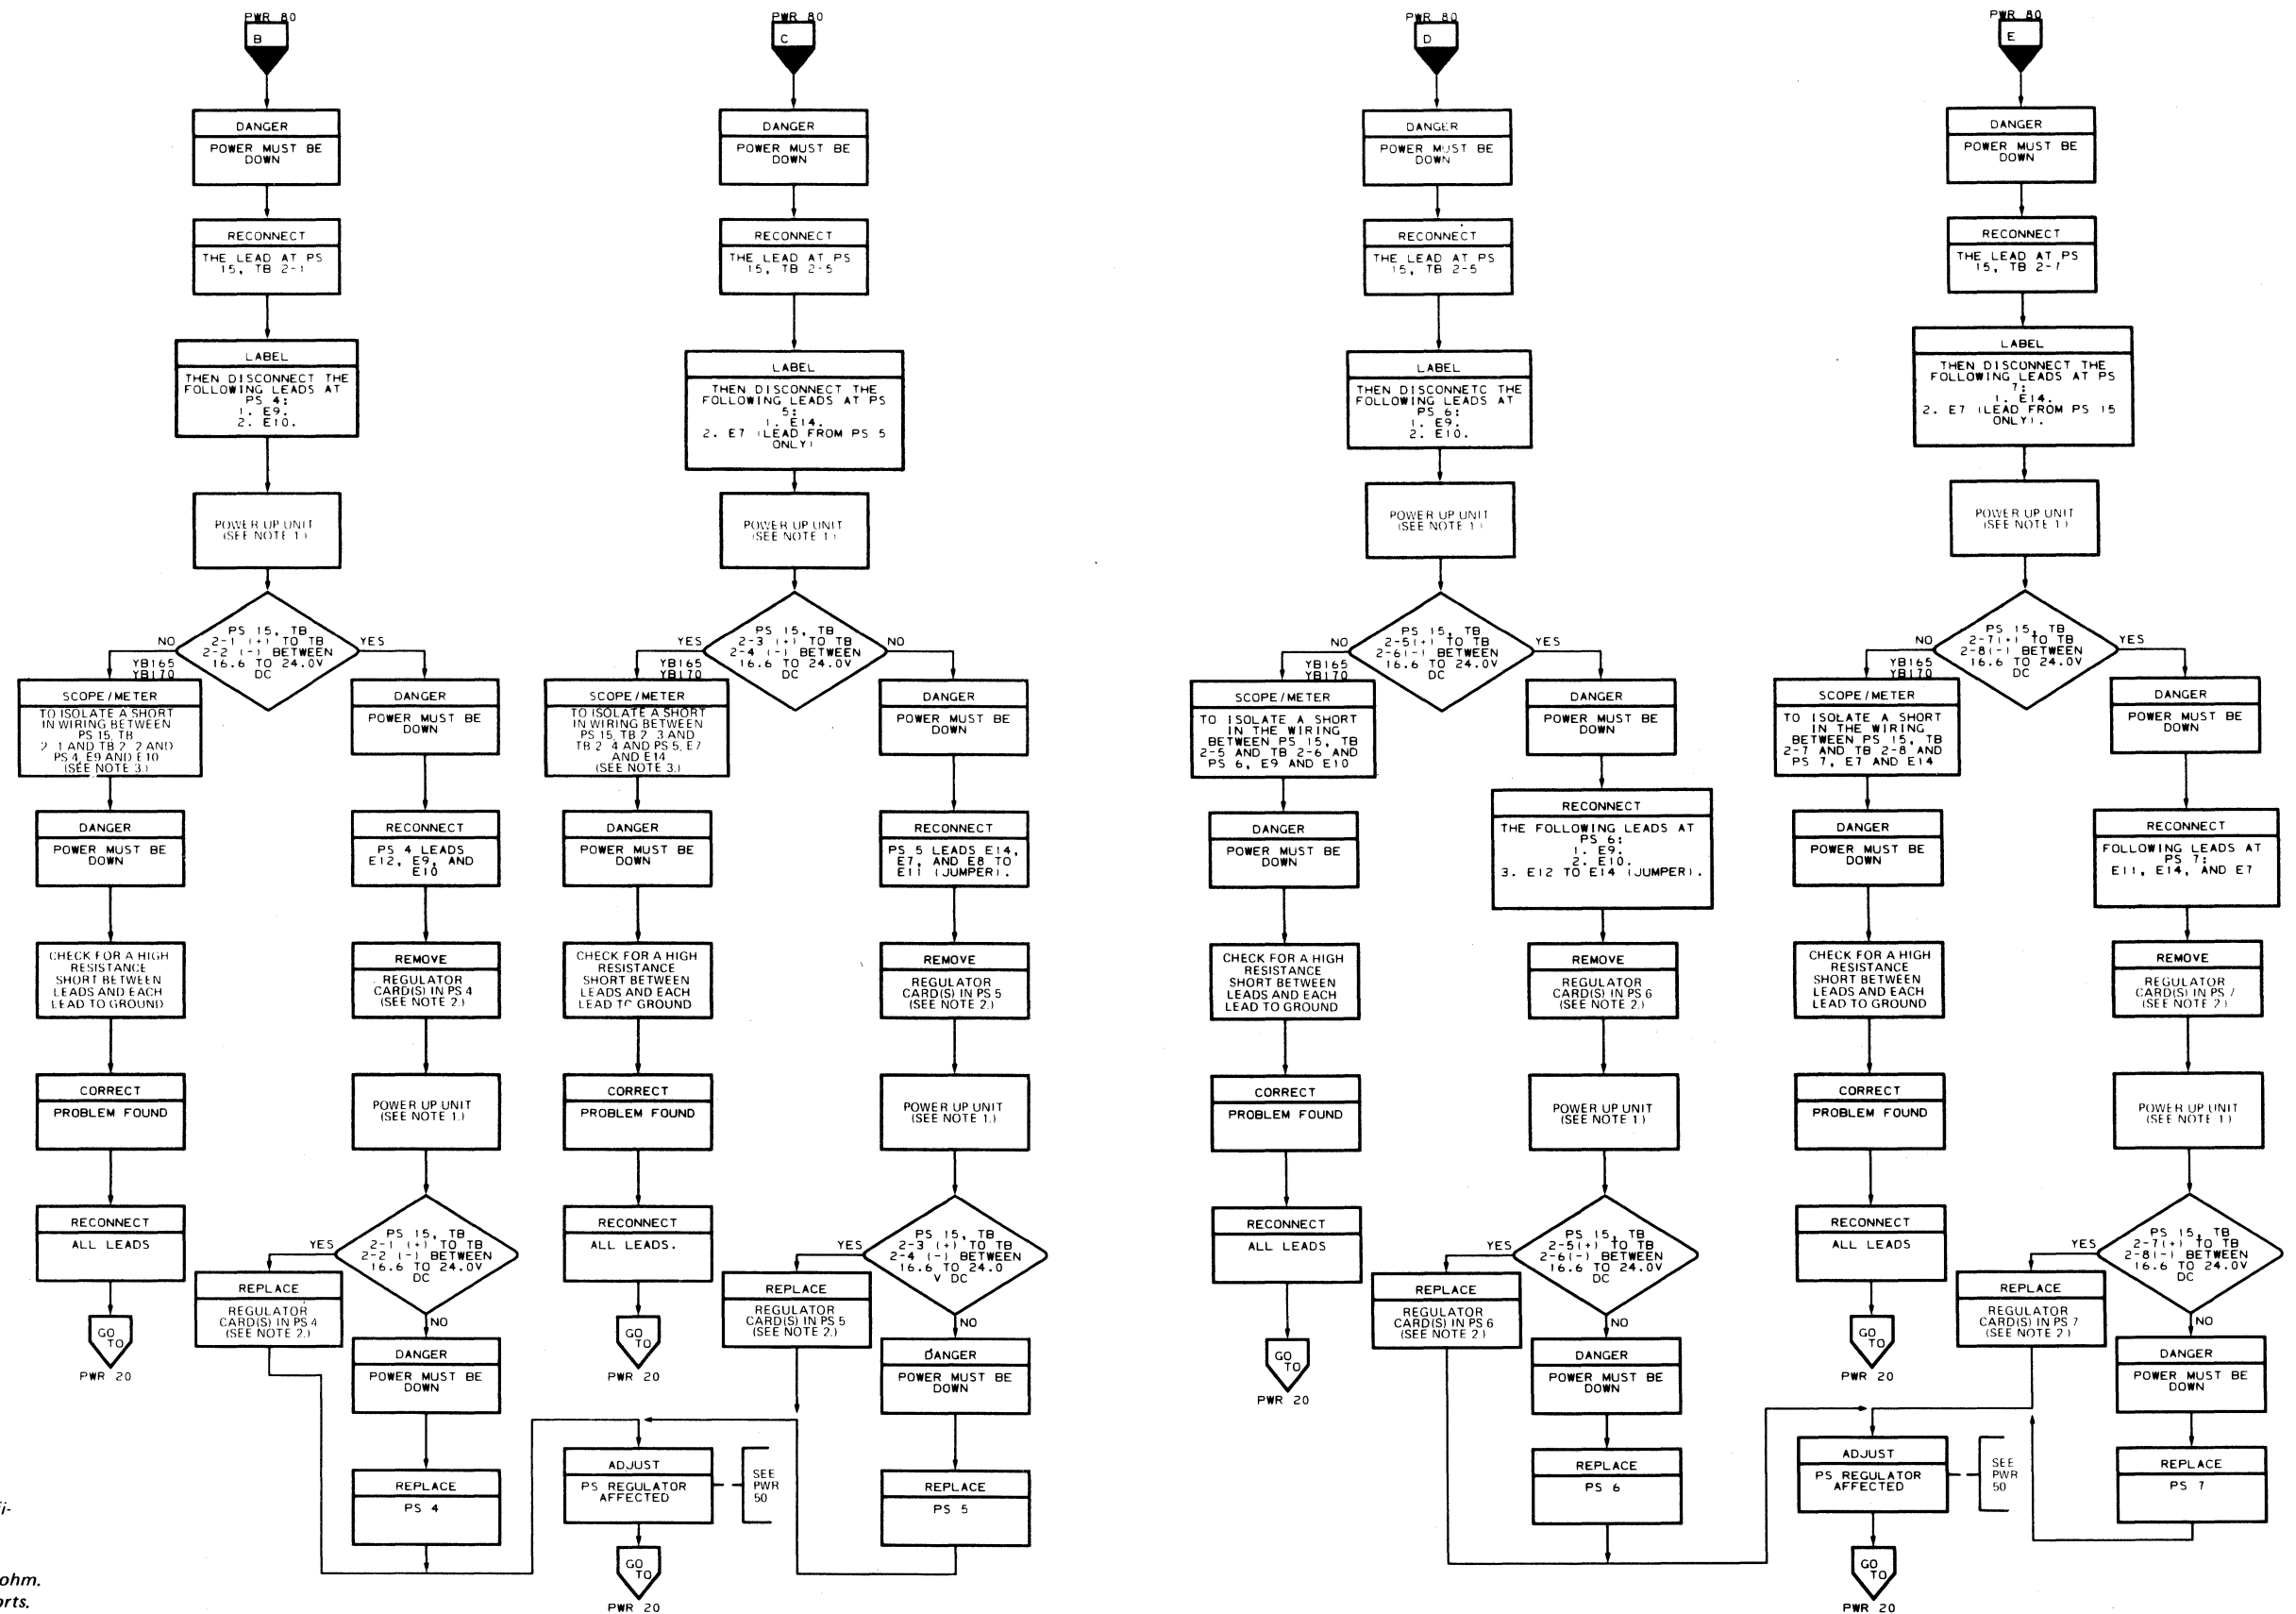 PWR 80
B
DANGER
POWER MUST BE
DOWN
RECONNECT
THE LEAD AT PS
15, TB 2-1
LABEL
THEN DISCONNECT THE
FOLLOWING LEADS AT
PS 4:
1. E9.
2. E10.
POWER UP UNIT
(SEE NOTE 1.)
PS 15, TB
2-1 (+) TO TB
2-2 (-) BETWEEN
16.6 TO 24.0V
DC
NO
YES
YB165
YB170
SCOPE/METER
TO ISOLATE A SHORT
IN WIRING BETWEEN
PS 15, TB
2 1 AND TB 2 2 AND
PS 4, E9 AND E10
(SEE NOTE 3.)
DANGER
POWER MUST BE
DOWN
CHECK FOR A HIGH
RESISTANCE
SHORT BETWEEN
LEADS AND EACH
LEAD TO GROUND
CORRECT
PROBLEM FOUND
RECONNECT
ALL LEADS
GO
TO
PWR 20
DANGER
POWER MUST BE
DOWN
RECONNECT
PS 4 LEADS
E12, E9, AND
E10
REMOVE
REGULATOR
CARD(S) IN PS 4
(SEE NOTE 2.)
POWER UP UNIT
(SEE NOTE 1.)
PS 15, TB
2-1 (+) TO TB
2-2 (-) BETWEEN
16.6 TO 24.0V
DC
YES
NO
REPLACE
REGULATOR
CARD(S) IN PS 4
(SEE NOTE 2.)
DANGER
POWER MUST BE
DOWN
REPLACE
PS 4
PWR 80
C
DANGER
POWER MUST BE
DOWN
RECONNECT
THE LEAD AT PS
15, TB 2-5
LABEL
THEN DISCONNECT THE
FOLLOWING LEADS AT PS
5:
1. E14.
2. E7 (LEAD FROM PS 5
ONLY)
POWER UP UNIT
(SEE NOTE 1.)
PS 15, TB
2-3 (+) TO TB
2-4 (-) BETWEEN
16.6 TO 24.0V
DC
YES
NO
YB165
YB170
SCOPE/METER
TO ISOLATE A SHORT
IN WIRING BETWEEN
PS 15, TB 2 3 AND
TB 2 4 AND PS 5, E7
AND E14
(SEE NOTE 3.)
DANGER
POWER MUST BE
DOWN
CHECK FOR A HIGH
RESISTANCE
SHORT BETWEEN
LEADS AND EACH
LEAD TO GROUND
CORRECT
PROBLEM FOUND
RECONNECT
ALL LEADS.
GO
TO
PWR 20
DANGER
POWER MUST BE
DOWN
RECONNECT
PS 5 LEADS E14,
E7, AND E8 TO
E11 (JUMPER).
REMOVE
REGULATOR
CARD(S) IN PS 5
(SEE NOTE 2.)
POWER UP UNIT
(SEE NOTE 1.)
PS 15, TB
2-3 (+) TO TB
2-4 (-) BETWEEN
16.6 TO 24.0
V DC
YES
NO
REPLACE
REGULATOR
CARD(S) IN PS 5
(SEE NOTE 2.)
DANGER
POWER MUST BE
DOWN
REPLACE
PS 5
ADJUST
PS REGULATOR
AFFECTED
SEE
PWR
50
GO
TO
PWR 20
PWR 80
D
DANGER
POWER MUST BE
DOWN
RECONNECT
THE LEAD AT PS
15, TB 2-5
LABEL
THEN DISCONNETC THE
FOLLOWING LEADS AT
PS 6:
1. E9.
2. E10.
POWER UP UNIT
(SEE NOTE 1.)
PS 15, TB
2-5(+) TO TB
2-6(-) BETWEEN
16.6 TO 24.0V
DC
NO
YES
YB165
YB170
SCOPE/METER
TO ISOLATE A SHORT
IN THE WIRING
BETWEEN PS 15, TB
2-5 AND TB 2-6 AND
PS 6, E9 AND E10
DANGER
POWER MUST BE
DOWN
CHECK FOR A HIGH
RESISTANCE
SHORT BETWEEN
LEADS AND EACH
LEAD TO GROUND
CORRECT
PROBLEM FOUND
RECONNECT
ALL LEADS
GO
TO
PWR 20
DANGER
POWER MUST BE
DOWN
RECONNECT
THE FOLLOWING LEADS AT
PS 6:
1. E9.
2. E10.
3. E12 TO E14 (JUMPER).
REMOVE
REGULATOR
CARD(S) IN PS 6
(SEE NOTE 2.)
POWER UP UNIT
(SEE NOTE 1.)
PS 15, TB
2-5(+) TO TB
2-6(-) BETWEEN
16.6 TO 24.0V
DC
YES
NO
REPLACE
REGULATOR
CARD(S) IN PS 6
(SEE NOTE 2.)
DANGER
POWER MUST BE
DOWN
REPLACE
PS 6
PWR 80
E
DANGER
POWER MUST BE
DOWN
RECONNECT
THE LEAD AT PS
15, TB 2-7
LABEL
THEN DISCONNECT THE
FOLLOWING LEADS AT PS
7:
1. E14.
2. E7 (LEAD FROM PS 15
ONLY).
POWER UP UNIT
(SEE NOTE 1.)
PS 15, TB
2-7(+) TO TB
2-8(-) BETWEEN
16.6 TO 24.0V
DC
NO
YES
YB165
YB170
SCOPE/METER
TO ISOLATE A SHORT
IN THE WIRING
BETWEEN PS 15, TB
2-7 AND TB 2-8 AND
PS 7, E7 AND E14
DANGER
POWER MUST BE
DOWN
CHECK FOR A HIGH
RESISTANCE
SHORT BETWEEN
LEADS AND EACH
LEAD TO GROUND
CORRECT
PROBLEM FOUND
RECONNECT
ALL LEADS
GO
TO
PWR 20
DANGER
POWER MUST BE
DOWN
RECONNECT
FOLLOWING LEADS AT
PS 7:
E11, E14, AND E7
REMOVE
REGULATOR
CARD(S) IN PS 7
(SEE NOTE 2.)
POWER UP UNIT
(SEE NOTE 1.)
PS 15, TB
2-7(+) TO TB
2-8(-) BETWEEN
16.6 TO 24.0V
DC
YES
NO
REPLACE
REGULATOR
CARD(S) IN PS 7
(SEE NOTE 2.)
DANGER
POWER MUST BE
DOWN
REPLACE
PS 7
ADJUST
PS REGULATOR
AFFECTED
SEE
PWR
50
GO
TO
PWR 20
i-
ohm.
orts.